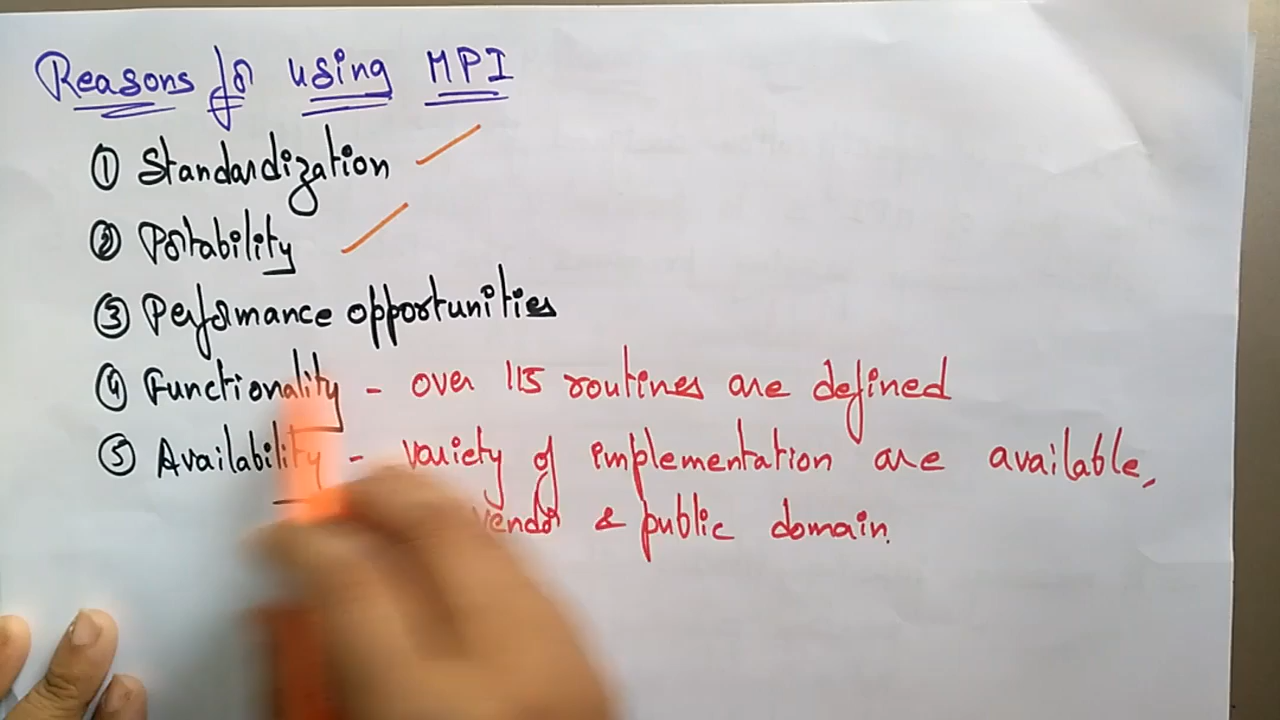 Reasons for using MPI
① Standardization
② Portability
③ Performance opportunities
④ Functionality - over 115 routines are defined
⑤ Availability - variety of implementation are available,
vendor & public domain.